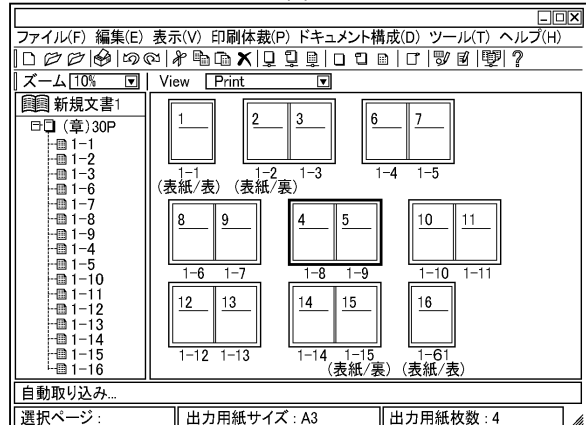 ファイル(F) 編集(E) 表示(V) 印刷体裁(P) ドキュメント構成(D) ツール(T) ヘルプ(H)
ズーム 10% View Print
新規文書1
(章)30P
1-1
1-2
1-3
1-6
1-7
1-8
1-9
1-4
1-5
1-10
1-11
1-12
1-13
1-14
1-15
1-16
1 2 3 6 7
1-1 1-2 1-3 1-4 1-5
(表紙/表) (表紙/裏)
8 9 4 5 10 11
1-6 1-7 1-8 1-9 1-10 1-11
12 13 14 15 16
1-12 1-13 1-14 1-15 1-61
(表紙/裏) (表紙/表)
自動取り込み...
選択ページ : 出力用紙サイズ : A3 出力用紙枚数 : 4